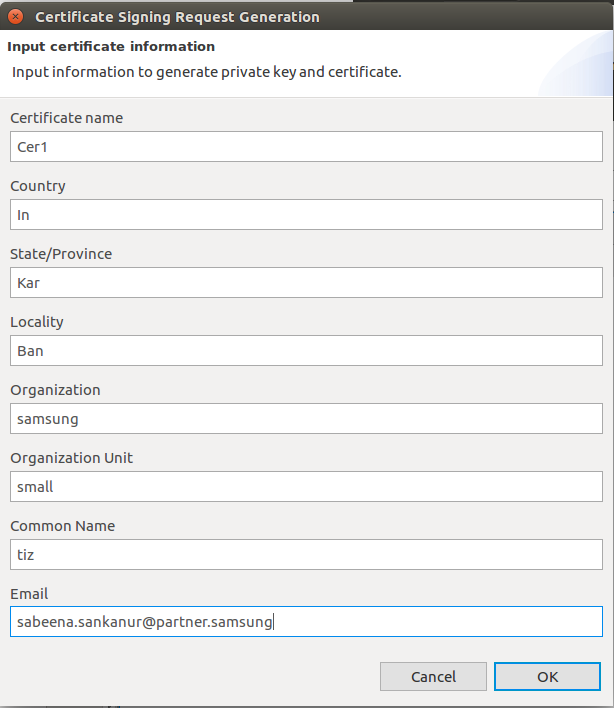 Certificate Signing Request Generation
Input certificate information
Input information to generate private key and certificate.
Certificate name
Cer1
Country
In
State/Province
Kar
Locality
Ban
Organization
samsung
Organization Unit
small
Common Name
tiz
Email
sabeena.sankanur@partner.samsung
Cancel OK